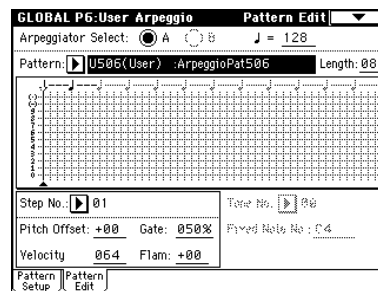 GLOBAL P6:User Arpeggio Pattern Edit
Arpeggiator Select: A B ♩ = 128
Pattern: U506(User) :ArpeggioPat506 Length: 08
Step No.: 01 Tone No. 00
Pitch Offset: +00 Gate: 050% Fixed Note No.: C4
Velocity 064 Flam: +00
Pattern Setup Pattern Edit